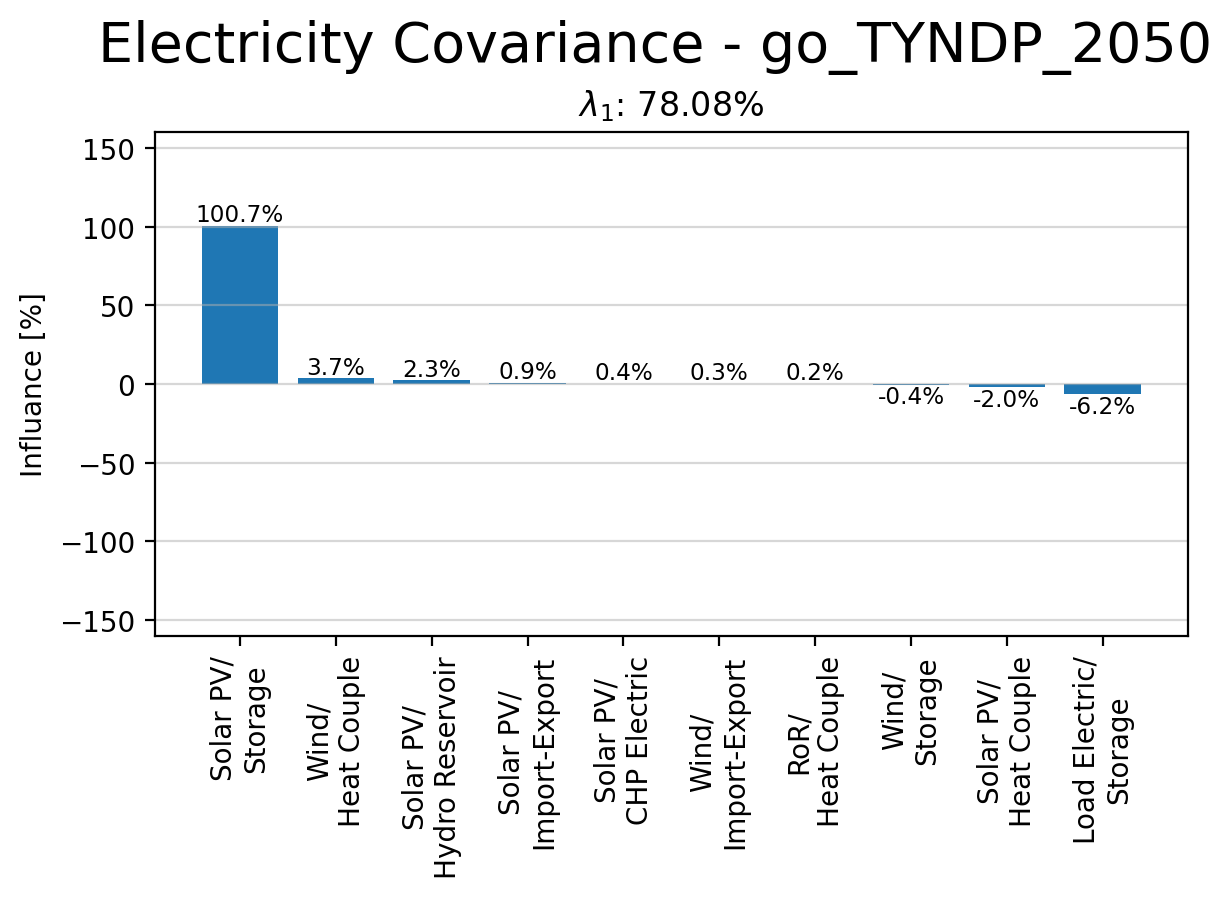 Electricity Covariance - go_TYNDP_2050
λ1: 78.08%
Influance [%]
150
100
50
0
−50
−100
−150
100.7%
3.7%
2.3%
0.9%
0.4%
0.3%
0.2%
-0.4%
-2.0%
-6.2%
Solar PV/
Storage
Wind/
Heat Couple
Solar PV/
Hydro Reservoir
Solar PV/
Import-Export
Solar PV/
CHP Electric
Wind/
Import-Export
RoR/
Heat Couple
Wind/
Storage
Solar PV/
Heat Couple
Load Electric/
Storage